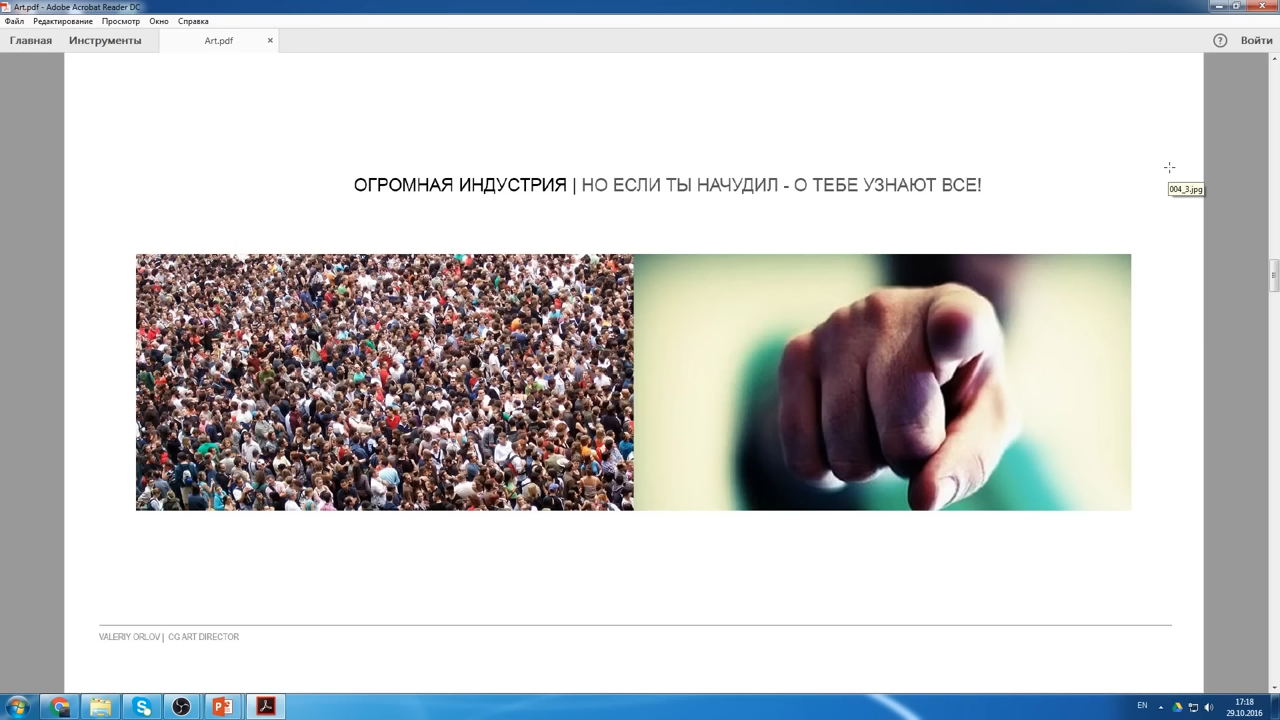 Art.pdf - Adobe Acrobat Reader DC
Файл Редактирование Просмотр Окно Справка
Главная Инструменты Art.pdf × ? Войти
ОГРОМНАЯ ИНДУСТРИЯ | НО ЕСЛИ ТЫ НАЧУДИЛ - О ТЕБЕ УЗНАЮТ ВСЕ!
004_3.jpg
VALERIY ORLOV | CG ART DIRECTOR
EN 17:18
29.10.2016